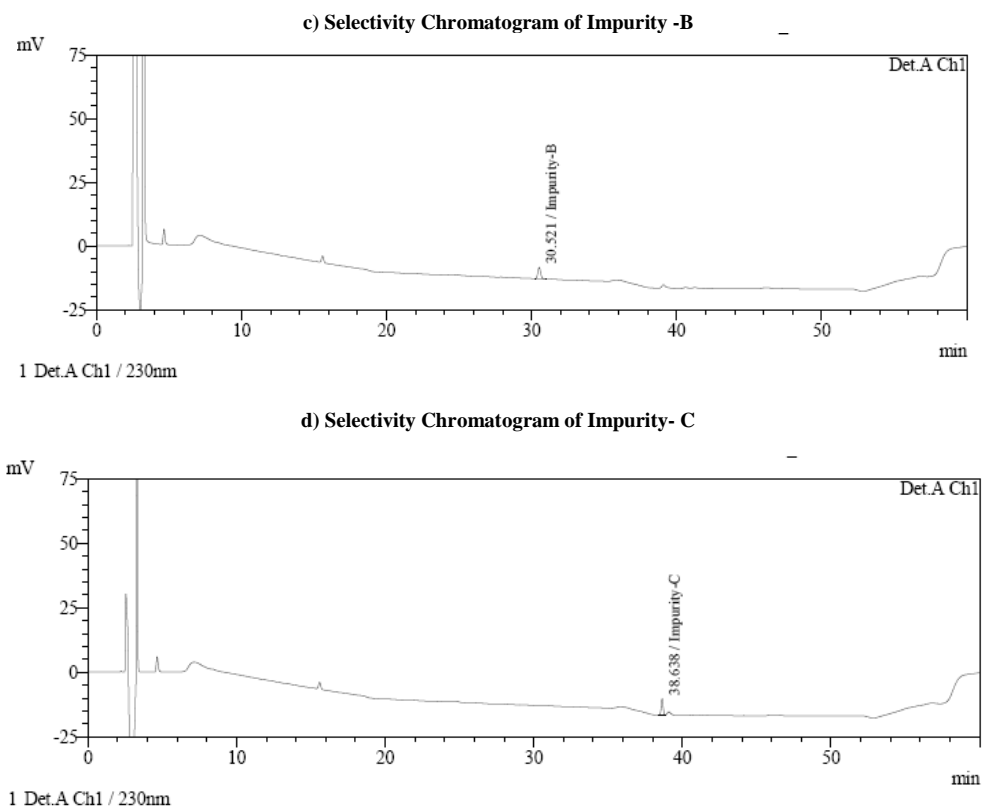 c) Selectivity Chromatogram of Impurity -B
mV
75
Det.A Ch1
50
25
30.521 / Impurity-B
0
-25
0 10 20 30 40 50
min
1 Det.A Ch1 / 230nm
d) Selectivity Chromatogram of Impurity- C
mV
75
Det.A Ch1
50
25
38.638 / Impurity-C
0
-25
0 10 20 30 40 50
min
1 Det.A Ch1 / 230nm